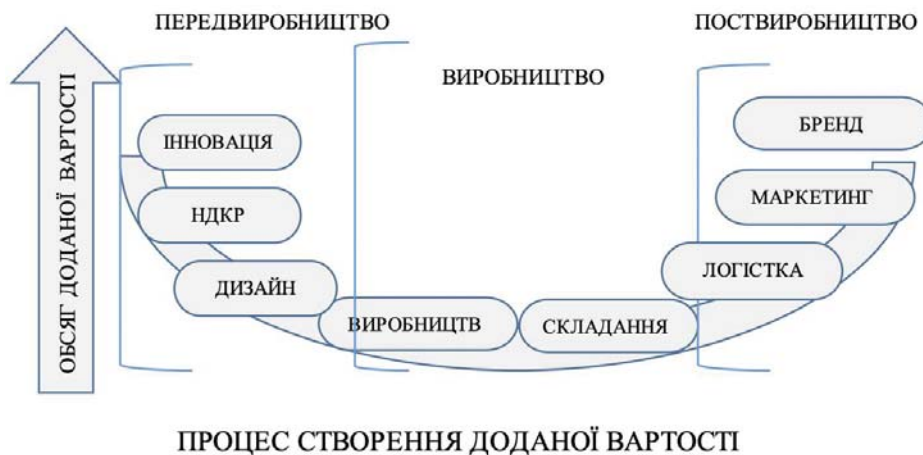 ПЕРЕДВИРОБНИЦТВО
ПОСТВИРОБНИЦТВО
ВИРОБНИЦТВО
ОБСЯГ ДОДАНОЇ ВАРТОСТІ
ІННОВАЦІЯ
НДКР
ДИЗАЙН
ВИРОБНИЦТВ
СКЛАДАННЯ
ЛОГІСТКА
МАРКЕТИНГ
БРЕНД
ПРОЦЕС СТВОРЕННЯ ДОДАНОЇ ВАРТОСТІ